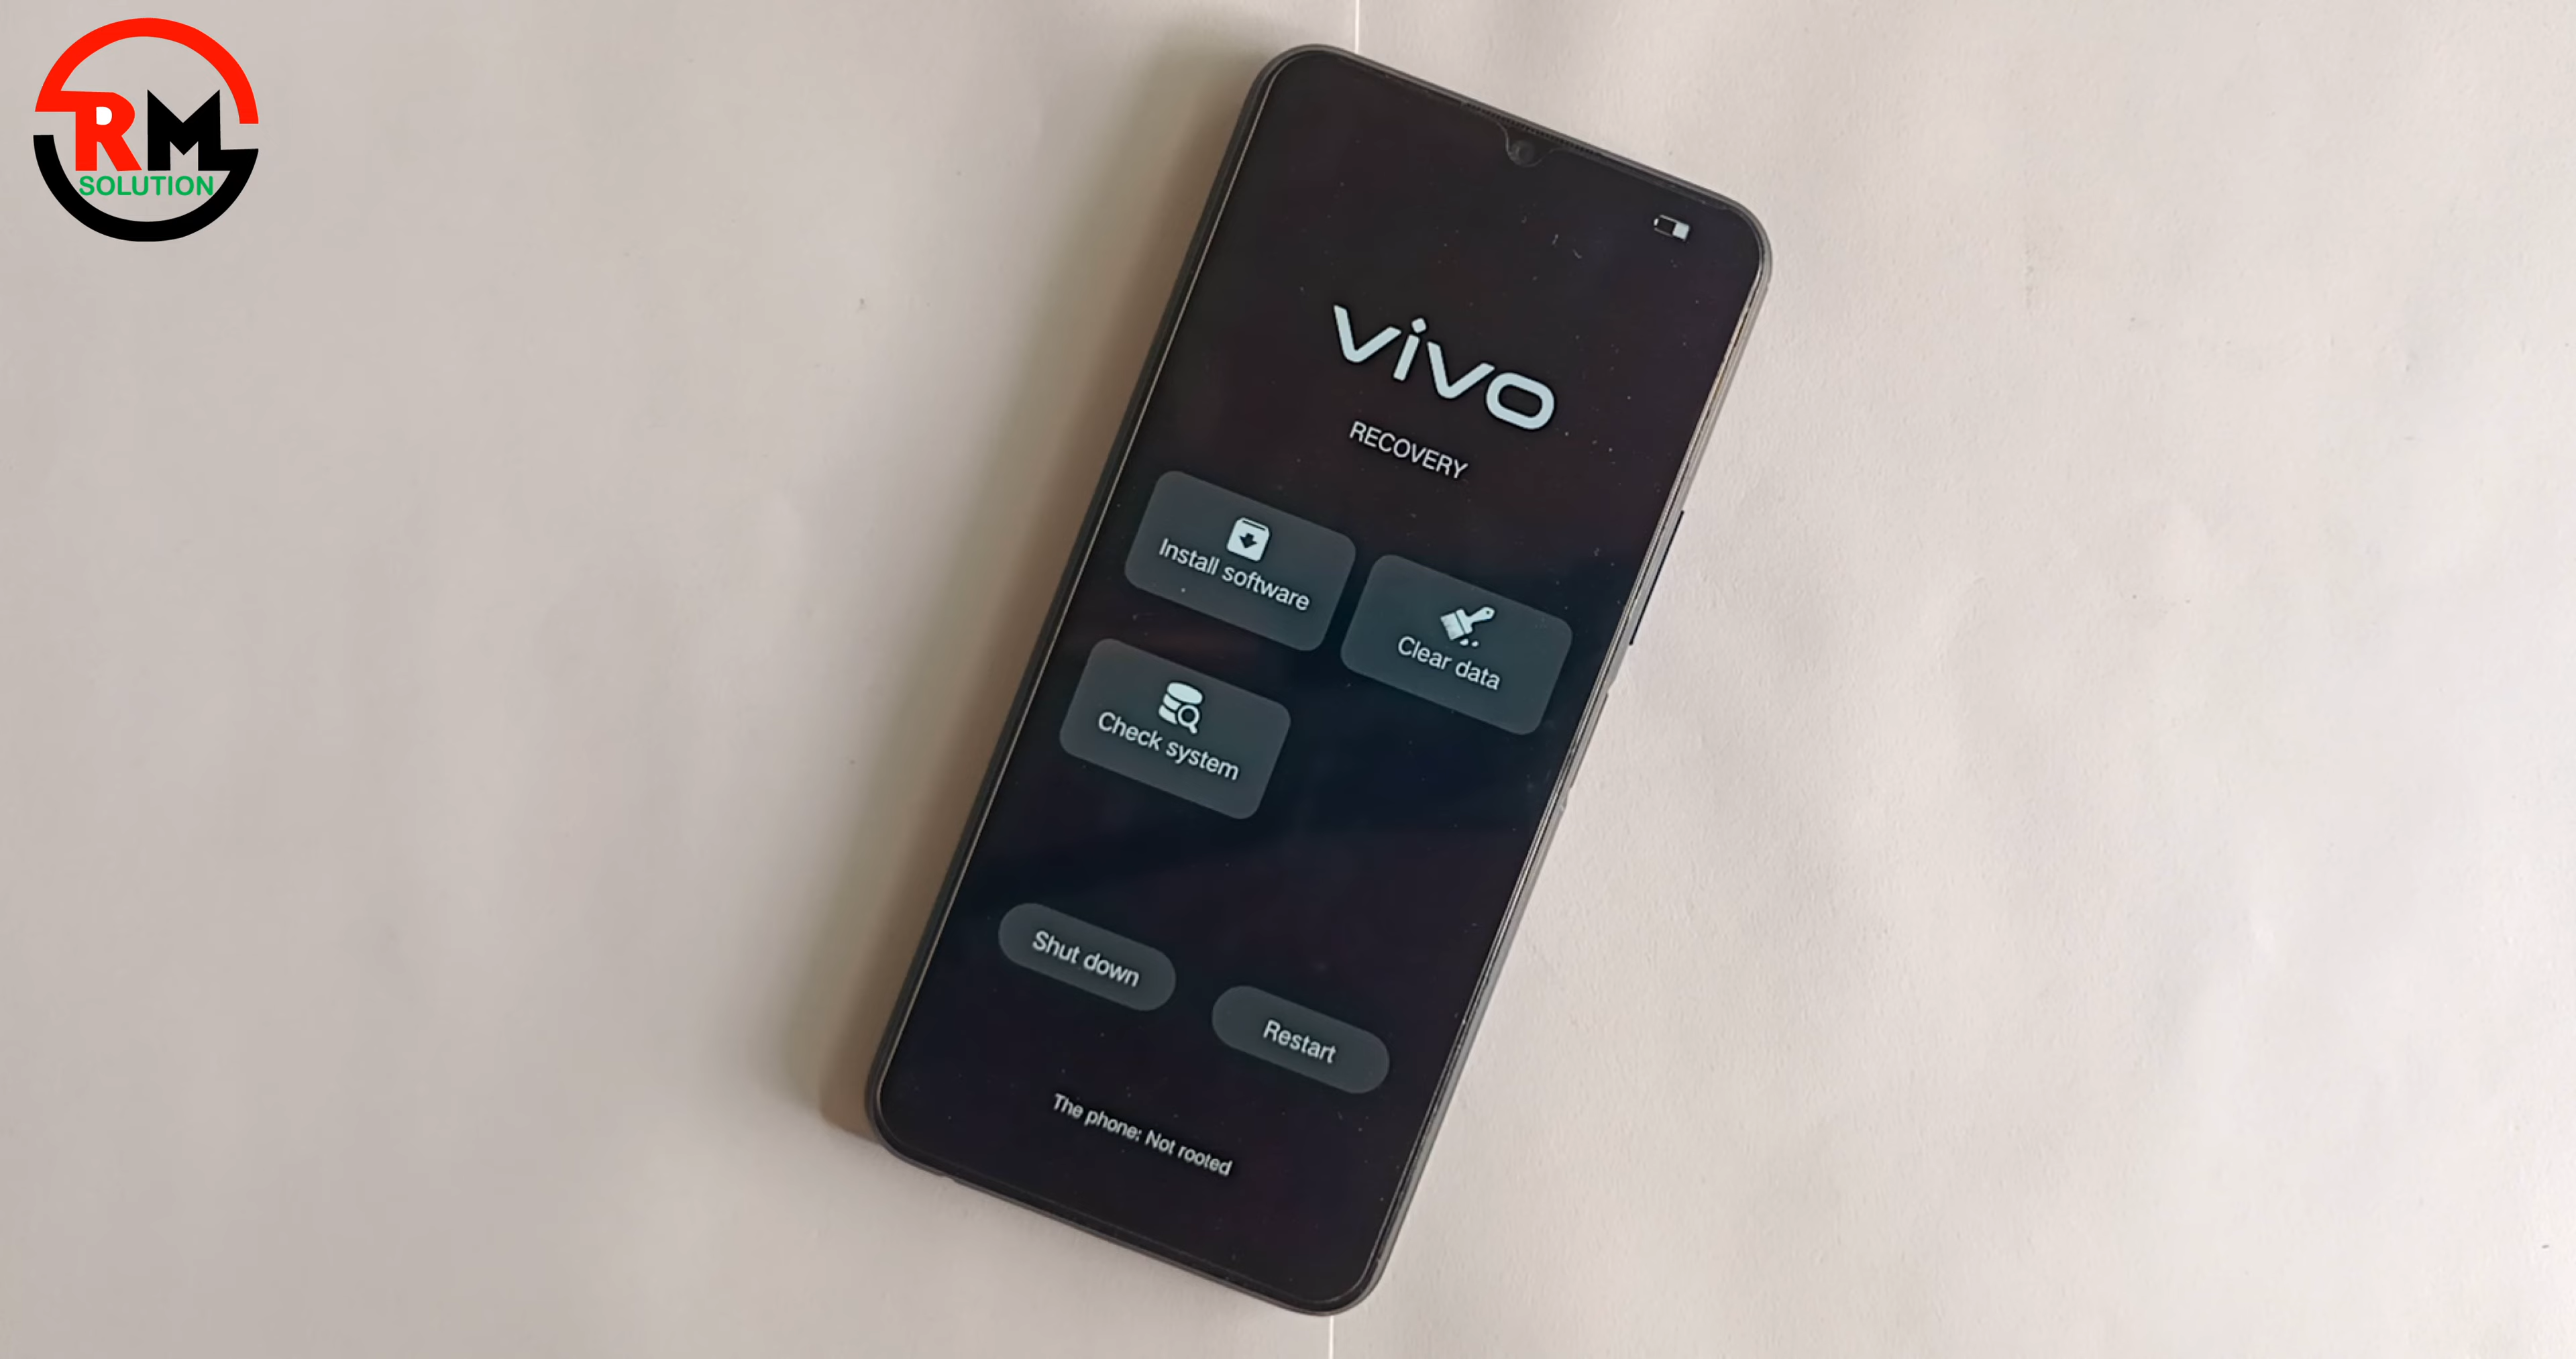 RM
SOLUTION
vivo
RECOVERY
Install software
Clear data
Check system
Shut down
Restart
The phone: Not rooted